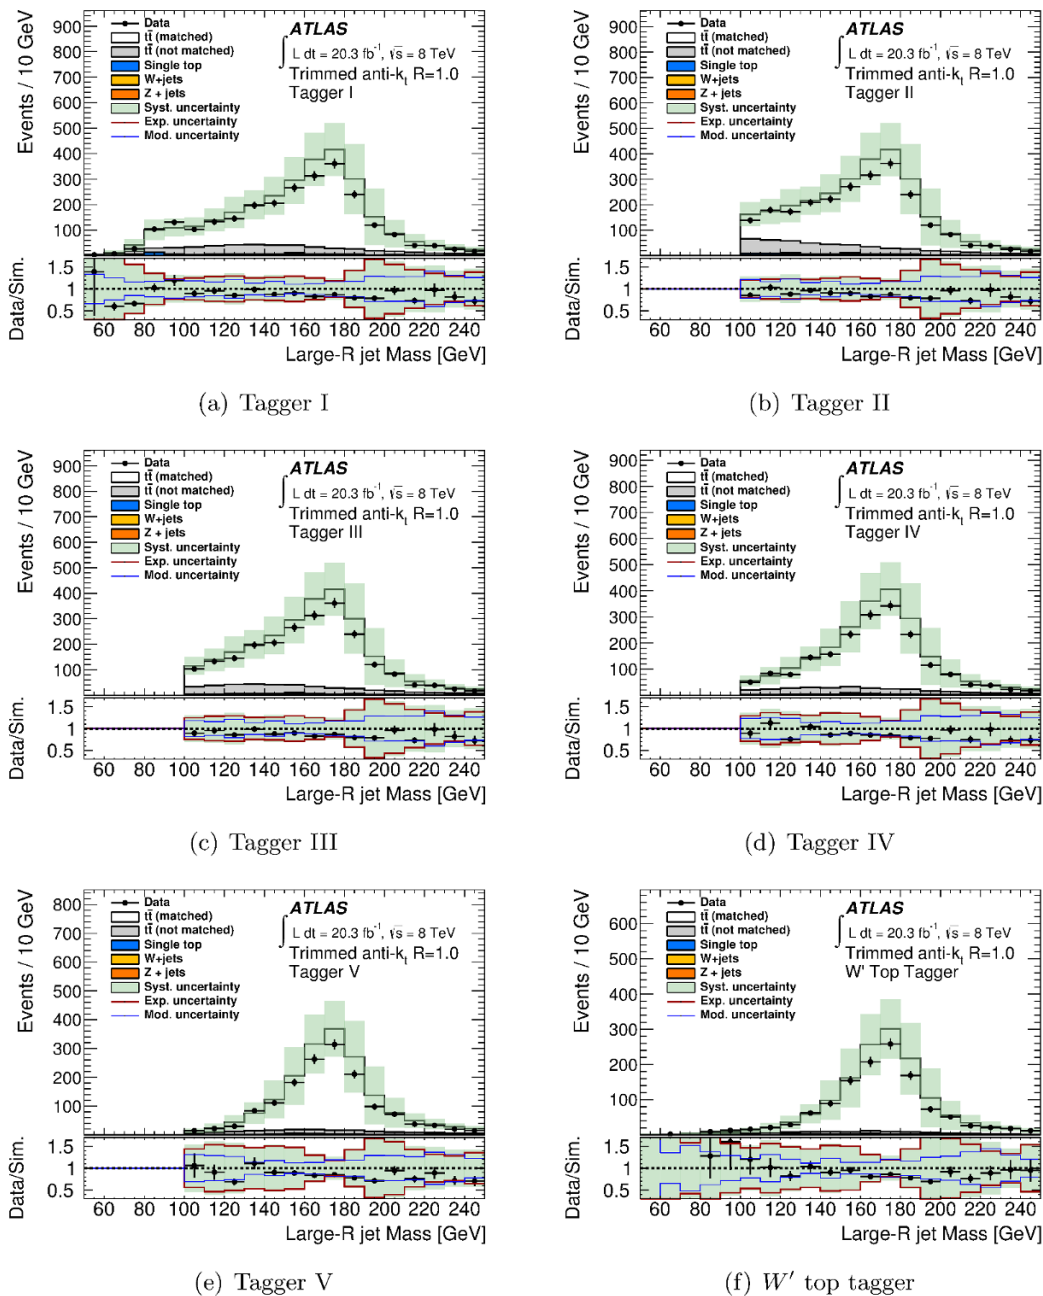 Events / 10 GeV
900
800
700
600
500
400
300
200
100
Data
tt̄ (matched)
tt̄ (not matched)
Single top
W+jets
Z + jets
Syst. uncertainty
Exp. uncertainty
Mod. uncertainty
ATLAS
∫ L dt = 20.3 fb⁻¹, √s = 8 TeV
Trimmed anti-kₜ R=1.0
Tagger I
Data/Sim.
1.5
1
0.5
60 80 100 120 140 160 180 200 220 240
Large-R jet Mass [GeV]
(a) Tagger I
Events / 10 GeV
900
800
700
600
500
400
300
200
100
Data
tt̄ (matched)
tt̄ (not matched)
Single top
W+jets
Z + jets
Syst. uncertainty
Exp. uncertainty
Mod. uncertainty
ATLAS
∫ L dt = 20.3 fb⁻¹, √s = 8 TeV
Trimmed anti-kₜ R=1.0
Tagger II
Data/Sim.
1.5
1
0.5
60 80 100 120 140 160 180 200 220 240
Large-R jet Mass [GeV]
(b) Tagger II
Events / 10 GeV
900
800
700
600
500
400
300
200
100
Data
tt̄ (matched)
tt̄ (not matched)
Single top
W+jets
Z + jets
Syst. uncertainty
Exp. uncertainty
Mod. uncertainty
ATLAS
∫ L dt = 20.3 fb⁻¹, √s = 8 TeV
Trimmed anti-kₜ R=1.0
Tagger III
Data/Sim.
1.5
1
0.5
60 80 100 120 140 160 180 200 220 240
Large-R jet Mass [GeV]
(c) Tagger III
Events / 10 GeV
900
800
700
600
500
400
300
200
100
Data
tt̄ (matched)
tt̄ (not matched)
Single top
W+jets
Z + jets
Syst. uncertainty
Exp. uncertainty
Mod. uncertainty
ATLAS
∫ L dt = 20.3 fb⁻¹, √s = 8 TeV
Trimmed anti-kₜ R=1.0
Tagger IV
Data/Sim.
1.5
1
0.5
60 80 100 120 140 160 180 200 220 240
Large-R jet Mass [GeV]
(d) Tagger IV
Events / 10 GeV
800
700
600
500
400
300
200
100
Data
tt̄ (matched)
tt̄ (not matched)
Single top
W+jets
Z + jets
Syst. uncertainty
Exp. uncertainty
Mod. uncertainty
ATLAS
∫ L dt = 20.3 fb⁻¹, √s = 8 TeV
Trimmed anti-kₜ R=1.0
Tagger V
Data/Sim.
1.5
1
0.5
60 80 100 120 140 160 180 200 220 240
Large-R jet Mass [GeV]
(e) Tagger V
Events / 10 GeV
600
500
400
300
200
100
Data
tt̄ (matched)
tt̄ (not matched)
Single top
W+jets
Z + jets
Syst. uncertainty
Exp. uncertainty
Mod. uncertainty
ATLAS
∫ L dt = 20.3 fb⁻¹, √s = 8 TeV
Trimmed anti-kₜ R=1.0
W' Top Tagger
Data/Sim.
1.5
1
0.5
60 80 100 120 140 160 180 200 220 240
Large-R jet Mass [GeV]
(f) W′ top tagger